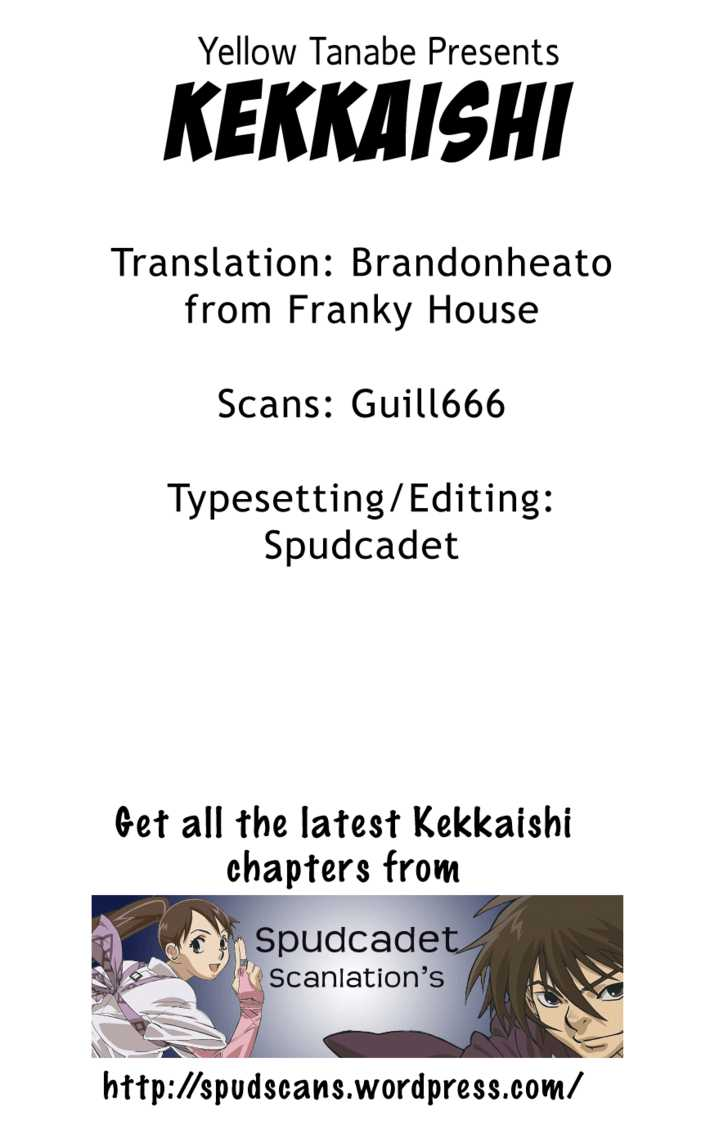 Yellow Tanabe Presents
KEKKAISHI
Translation: Brandonheato
from Franky House
Scans: Guill666
Typesetting/Editing:
Spudcadet
Get all the latest Kekkaishi
chapters from
Spudcadet
Scanlation's
http://spudscans.wordpress.com/